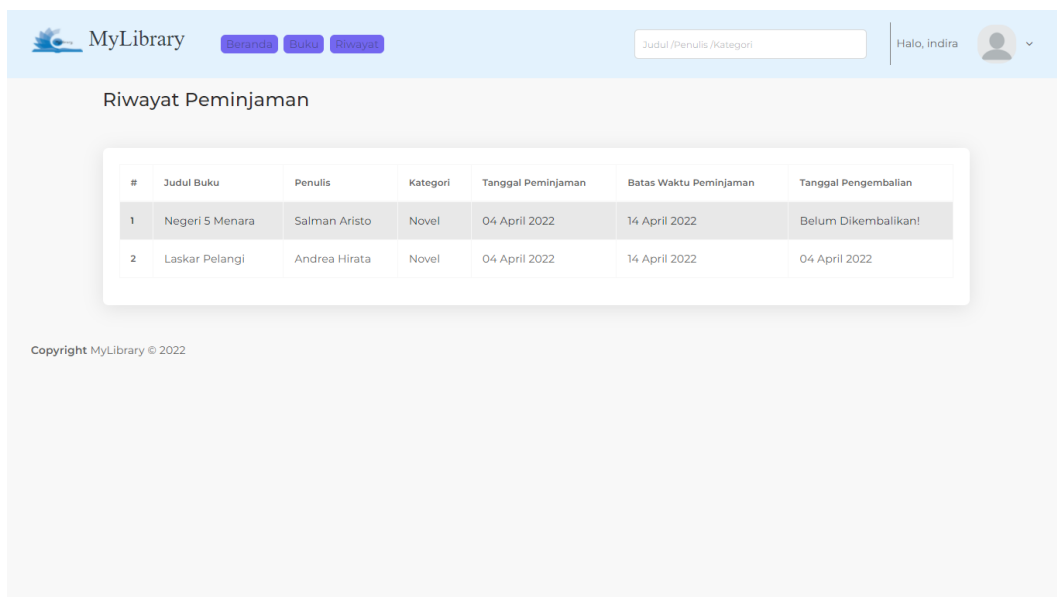 MyLibrary Beranda Buku Riwayat Judul /Penulis /Kategori Halo, indira
Riwayat Peminjaman
# Judul Buku Penulis Kategori Tanggal Peminjaman Batas Waktu Peminjaman Tanggal Pengembalian
1 Negeri 5 Menara Salman Aristo Novel 04 April 2022 14 April 2022 Belum Dikembalikan!
2 Laskar Pelangi Andrea Hirata Novel 04 April 2022 14 April 2022 04 April 2022
Copyright MyLibrary © 2022